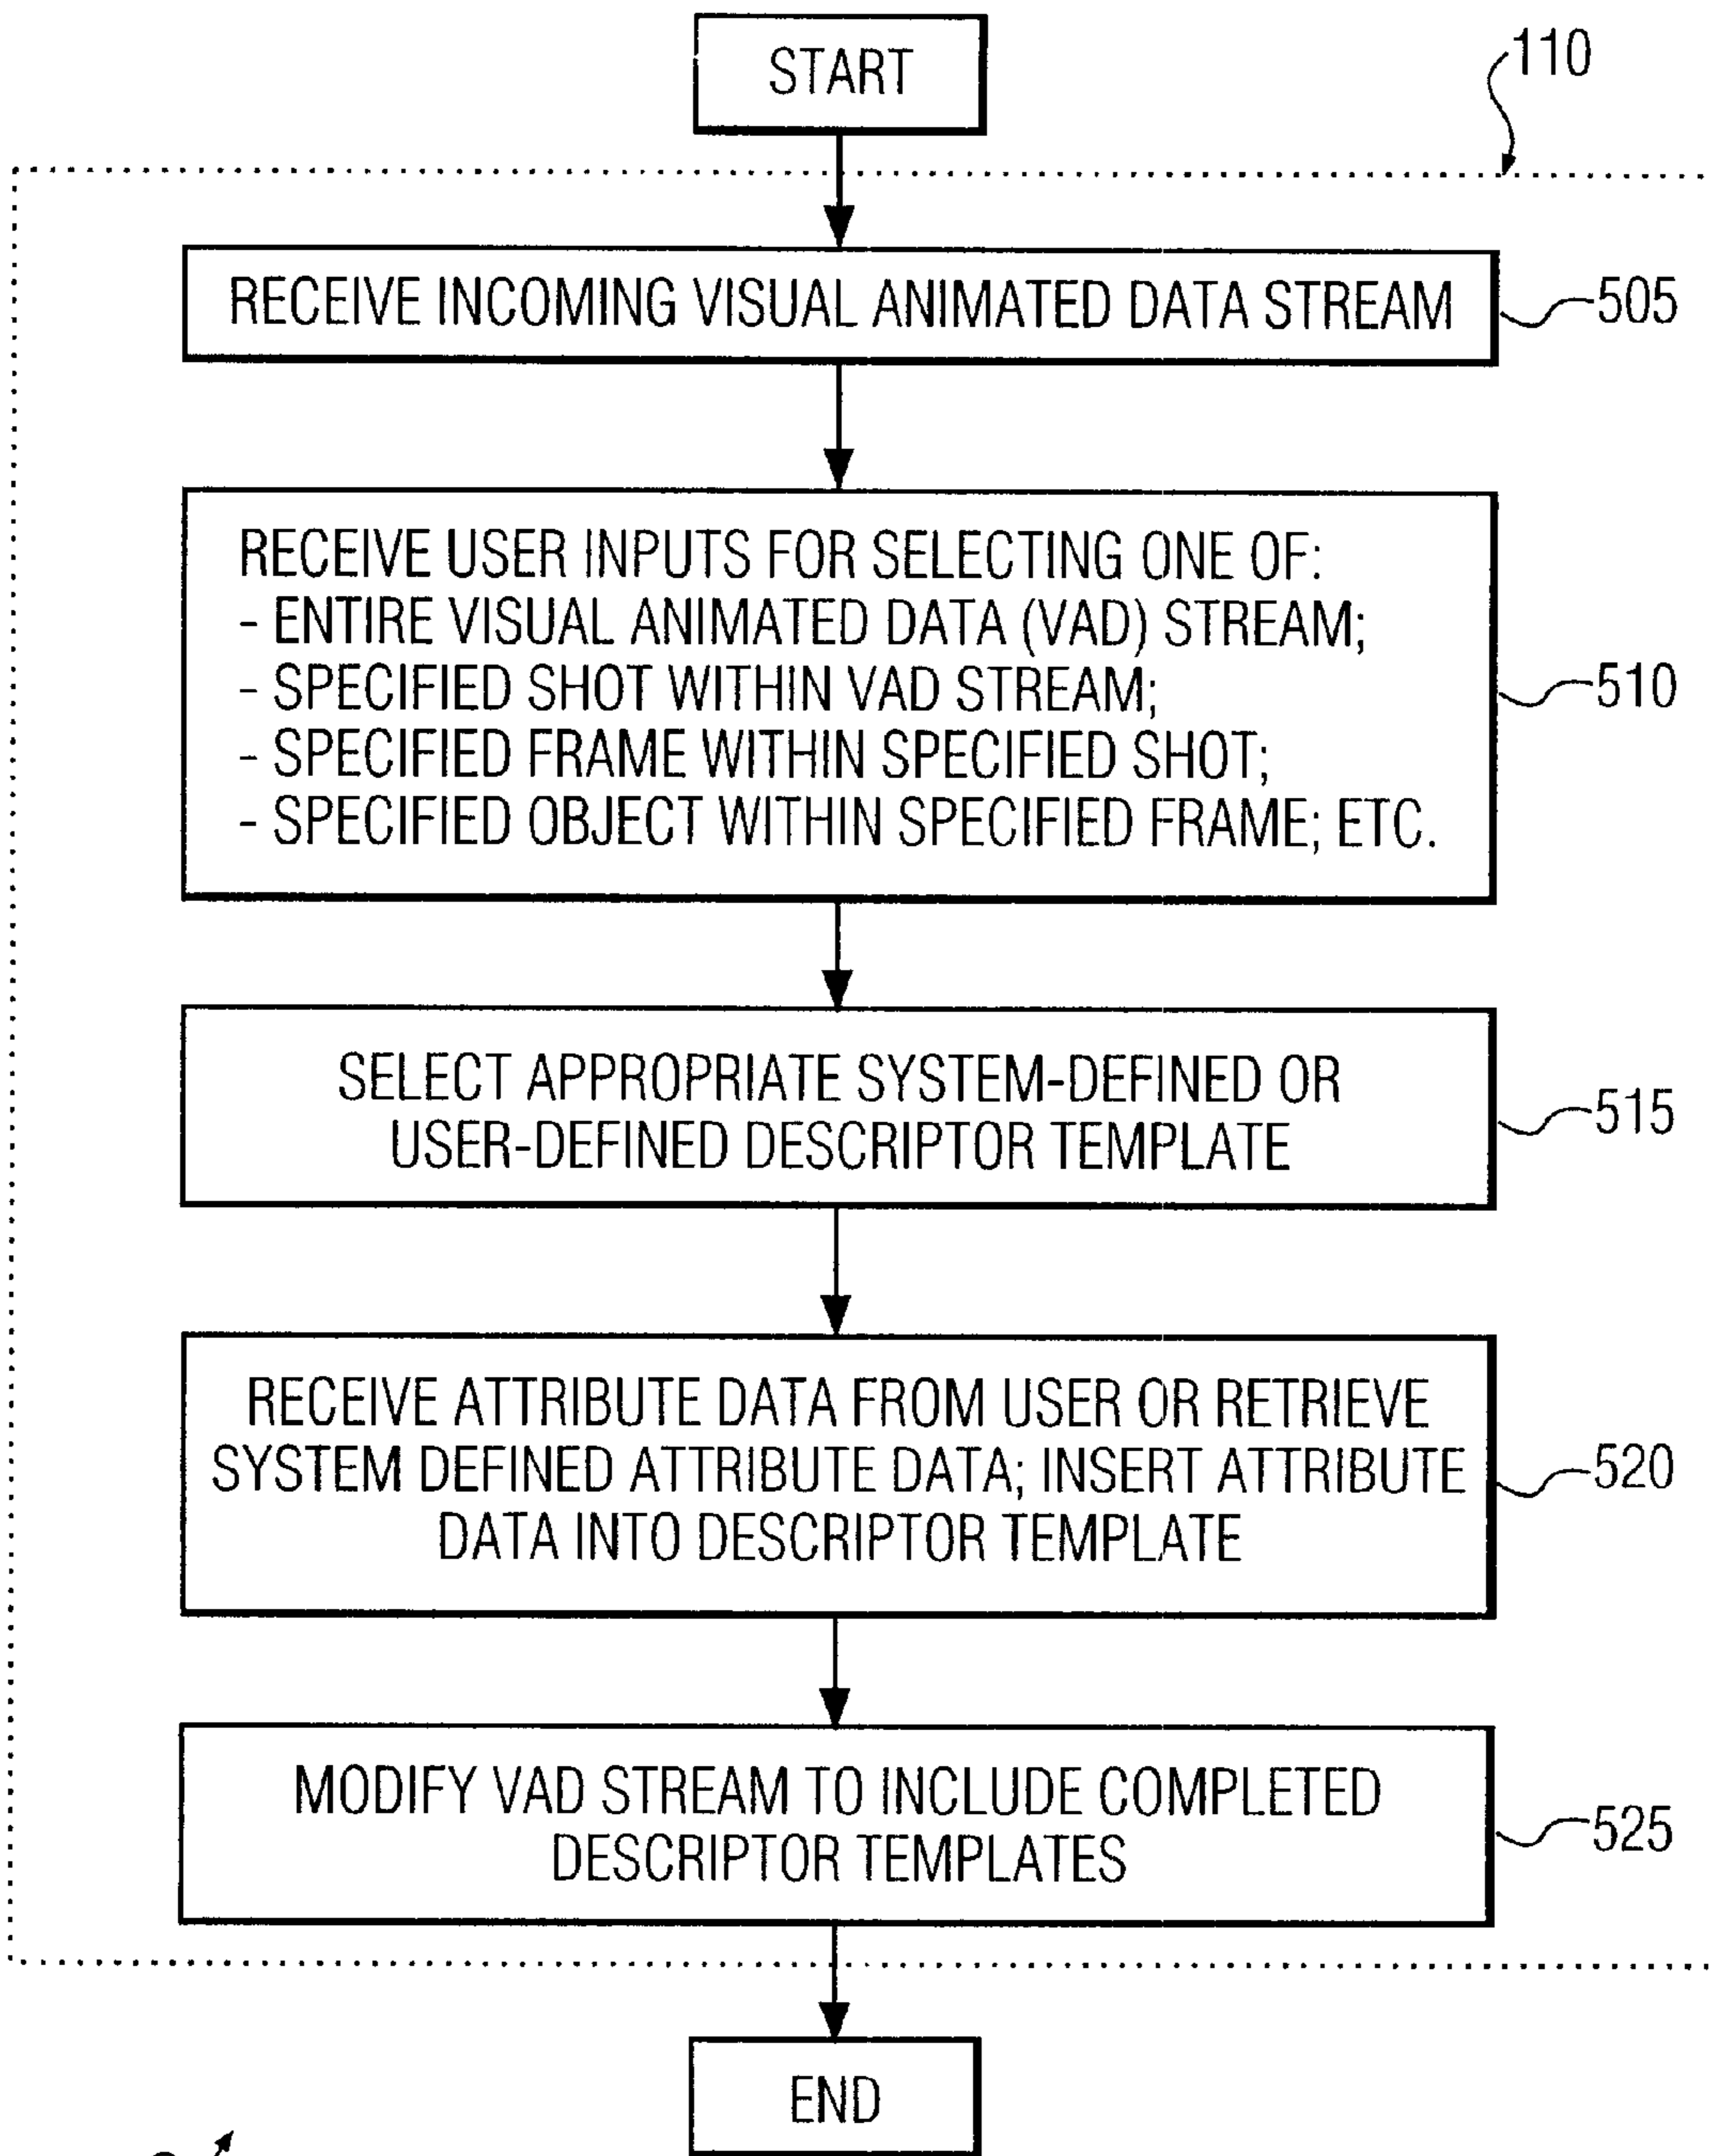 START
110
RECEIVE INCOMING VISUAL ANIMATED DATA STREAM
505
RECEIVE USER INPUTS FOR SELECTING ONE OF:
- ENTIRE VISUAL ANIMATED DATA (VAD) STREAM;
- SPECIFIED SHOT WITHIN VAD STREAM;
- SPECIFIED FRAME WITHIN SPECIFIED SHOT;
- SPECIFIED OBJECT WITHIN SPECIFIED FRAME; ETC.
510
SELECT APPROPRIATE SYSTEM-DEFINED OR
USER-DEFINED DESCRIPTOR TEMPLATE
515
RECEIVE ATTRIBUTE DATA FROM USER OR RETRIEVE
SYSTEM DEFINED ATTRIBUTE DATA; INSERT ATTRIBUTE
DATA INTO DESCRIPTOR TEMPLATE
520
MODIFY VAD STREAM TO INCLUDE COMPLETED
DESCRIPTOR TEMPLATES
525
END